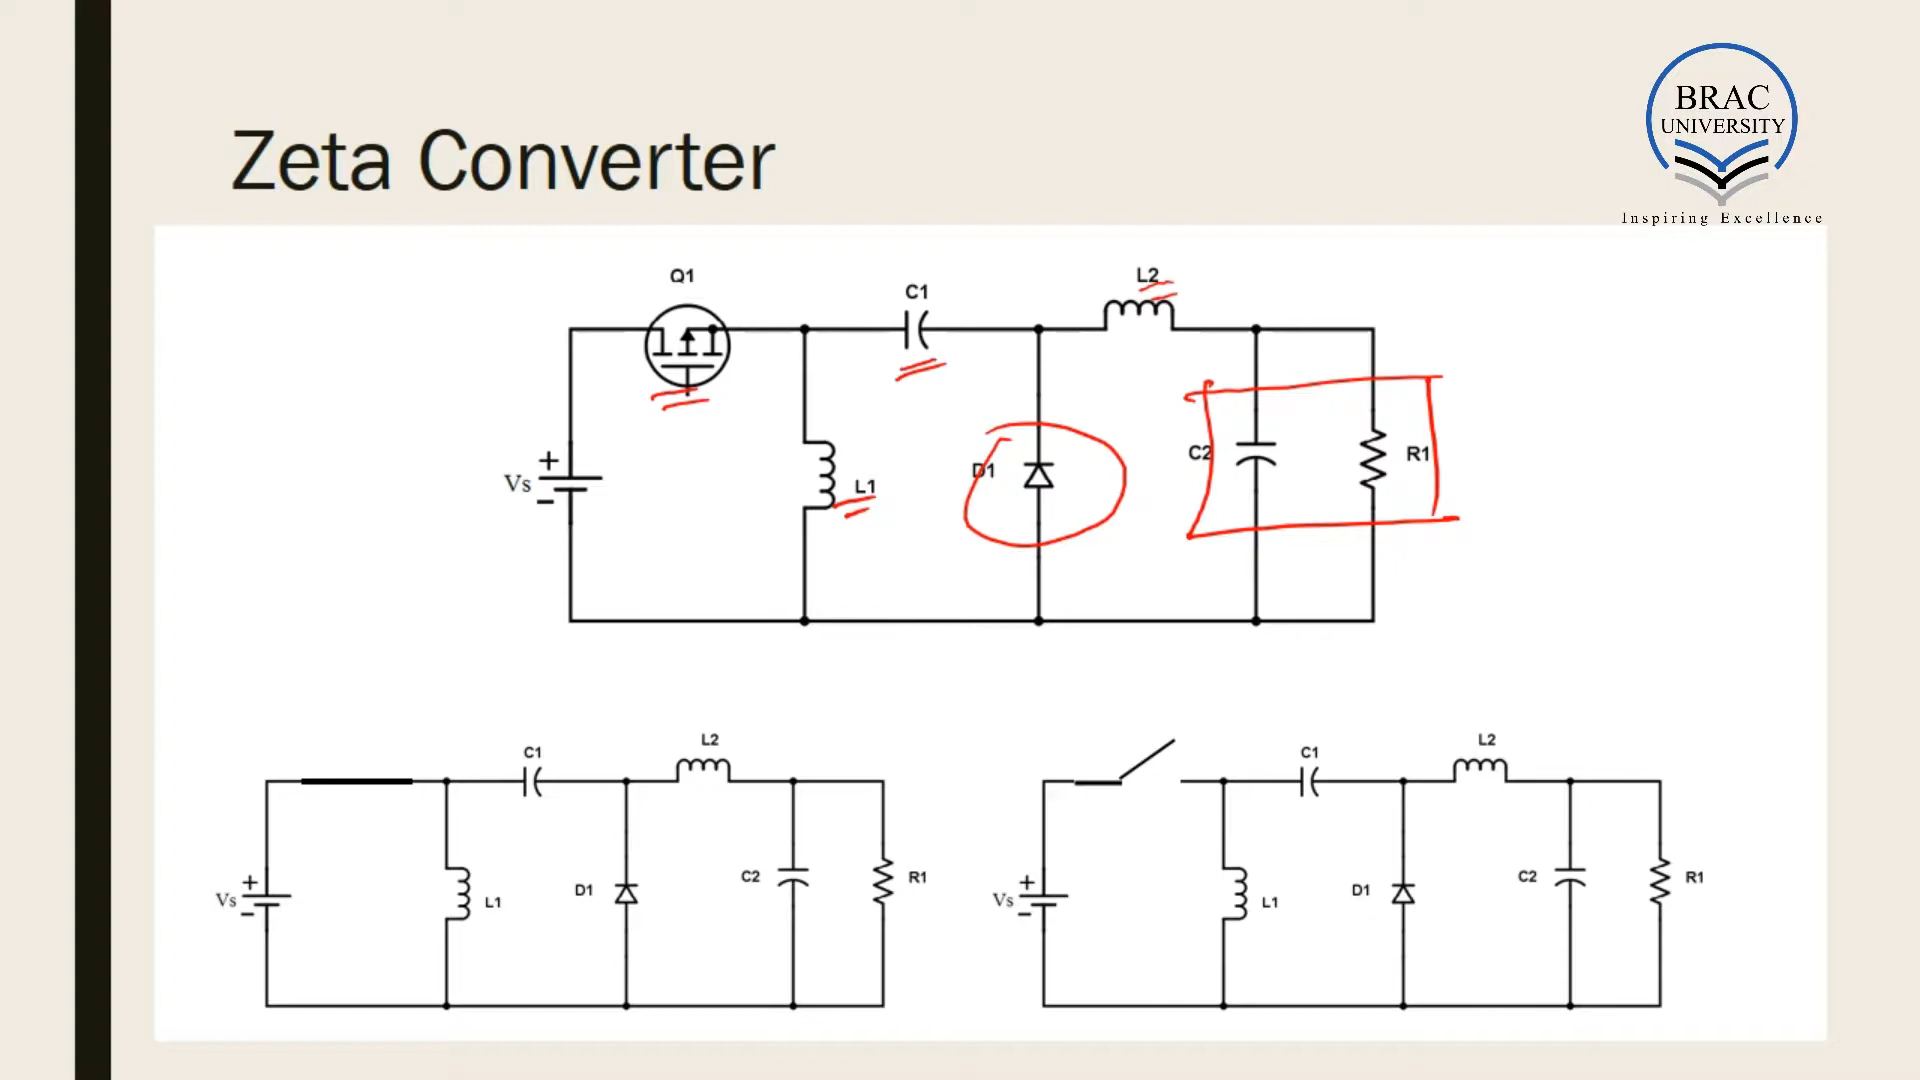 BRAC
UNIVERSITY
Inspiring Excellence
Zeta Converter
Q1
C1
L2
+
Vs
−
L1
D1
C2
R1
C1
L2
+
Vs
−
L1
D1
C2
R1
C1
L2
+
Vs
−
L1
D1
C2
R1